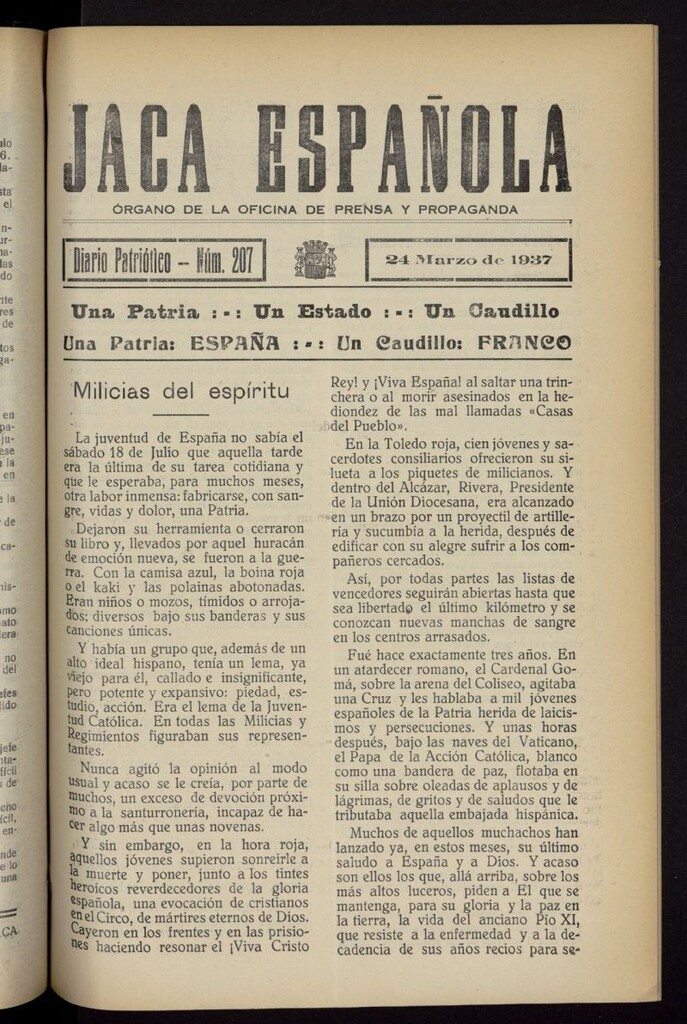 JACA ESPAÑOLA
ÓRGANO DE LA OFICINA DE PRENSA Y PROPAGANDA
Diario Patriótico -- Núm. 207
24 Marzo de 1937
Una Patria :-: Un Estado :-: Un Caudillo
Una Patria: ESPAÑA :-: Un Caudillo: FRANCO
Milicias del espíritu
La juventud de España no sabía el
sábado 18 de Julio que aquella tarde
era la última de su tarea cotidiana y
que le esperaba, para muchos meses,
otra labor inmensa: fabricarse, con san-
gre, vidas y dolor, una Patria.
Dejaron su herramienta o cerraron
su libro y, llevados por aquel huracán
de emoción nueva, se fueron a la gue-
rra. Con la camisa azul, la boina roja
o el kaki y las polainas abotonadas.
Eran niños o mozos, tímidos o arroja-
dos; diversos bajo sus banderas y sus
canciones únicas.
Y había un grupo que, además de un
alto ideal hispano, tenía un lema, ya
viejo para él, callado e insignificante,
pero potente y expansivo: piedad, es-
tudio, acción. Era el lema de la Juven-
tud Católica. En todas las Milicias y
Regimientos figuraban sus represen-
tantes.
Nunca agitó la opinión al modo
usual y acaso se le creía, por parte de
muchos, un exceso de devoción próxi-
mo a la santurronería, incapaz de ha-
cer algo más que unas novenas.
Y sin embargo, en la hora roja,
aquellos jóvenes supieron sonreirle a
la muerte y poner, junto a los tintes
heroicos reverdecedores de la gloria
española, una evocación de cristianos
en el Circo, de mártires eternos de Dios.
Cayeron en los frentes y en las prisio-
nes haciendo resonar el ¡Viva Cristo
Rey! y ¡Viva España! al saltar una trin-
chera o al morir asesinados en la he-
diondez de las mal llamadas «Casas
del Pueblo».
En la Toledo roja, cien jóvenes y sa-
cerdotes consiliarios ofrecieron su si-
lueta a los piquetes de milicianos. Y
dentro del Alcázar, Rivera, Presidente
de la Unión Diocesana, era alcanzado
en un brazo por un proyectil de artille-
ría y sucumbía a la herida, después de
edificar con su alegre sufrir a los com-
pañeros cercados.
Así, por todas partes las listas de
vencedores seguirán abiertas hasta que
sea libertado el último kilómetro y se
conozcan nuevas manchas de sangre
en los centros arrasados.
Fué hace exactamente tres años. En
un atardecer romano, el Cardenal Go-
má, sobre la arena del Coliseo, agitaba
una Cruz y les hablaba a mil jóvenes
españoles de la Patria herida de laicis-
mos y persecuciones. Y unas horas
después, bajo las naves del Vaticano,
el Papa de la Acción Católica, blanco
como una bandera de paz, flotaba en
su silla sobre oleadas de aplausos y de
lágrimas, de gritos y de saludos que le
tributaba aquella embajada hispánica.
Muchos de aquellos muchachos han
lanzado ya, en estos meses, su último
saludo a España y a Dios. Y acaso
son ellos los que, allá arriba, sobre los
más altos luceros, piden a El que se
mantenga, para su gloria y la paz en
la tierra, la vida del anciano Pío XI,
que resiste a la enfermedad y a la de-
cadencia de sus años recios para se-